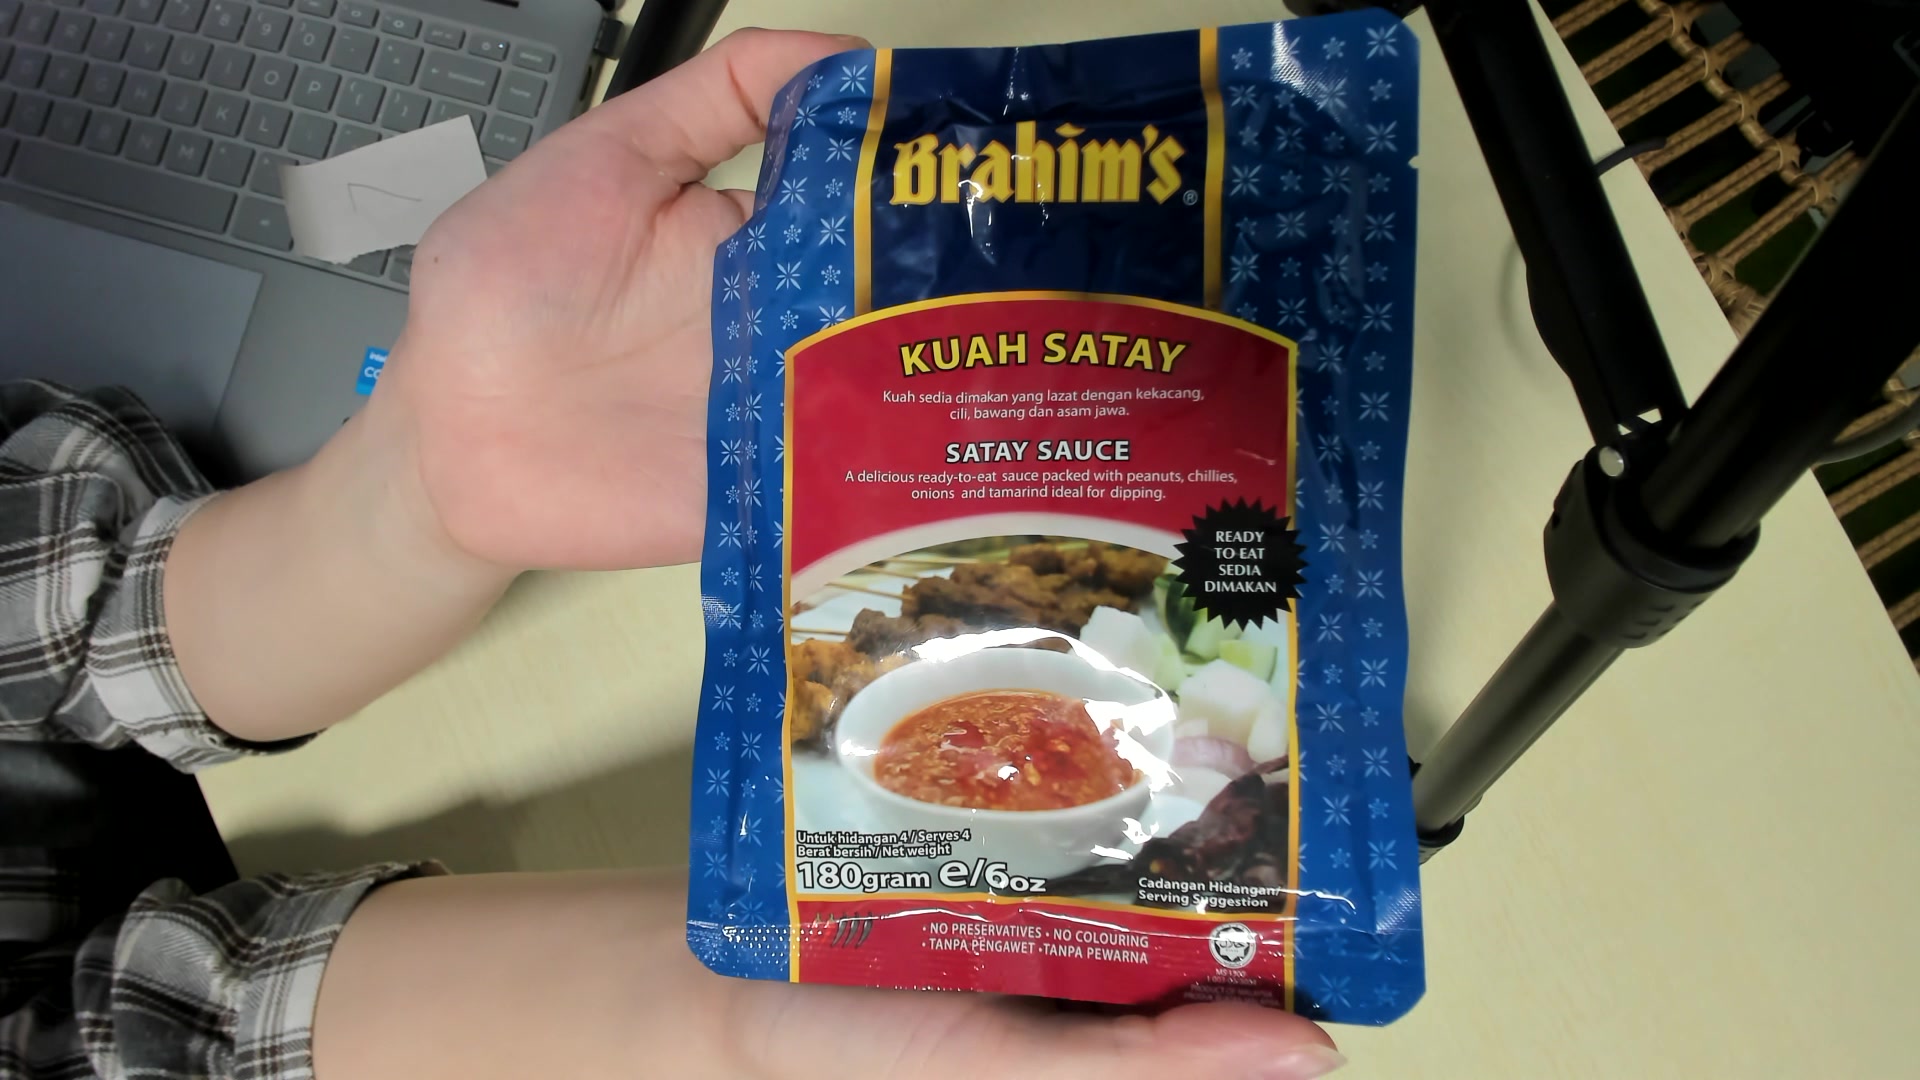 Brahim's®
KUAH SATAY
Kuah sedia dimakan yang lazat dengan kekacang,
cili, bawang dan asam jawa.
SATAY SAUCE
A delicious ready-to-eat sauce packed with peanuts, chillies,
onions and tamarind ideal for dipping.
READY
TO EAT
SEDIA
DIMAKAN
Untuk hidangan 4 / Serves 4
Berat bersih / Net weight
180gram e/6oz
Cadangan Hidangan/
Serving Suggestion
• NO PRESERVATIVES • NO COLOURING
• TANPA PENGAWET • TANPA PEWARNA